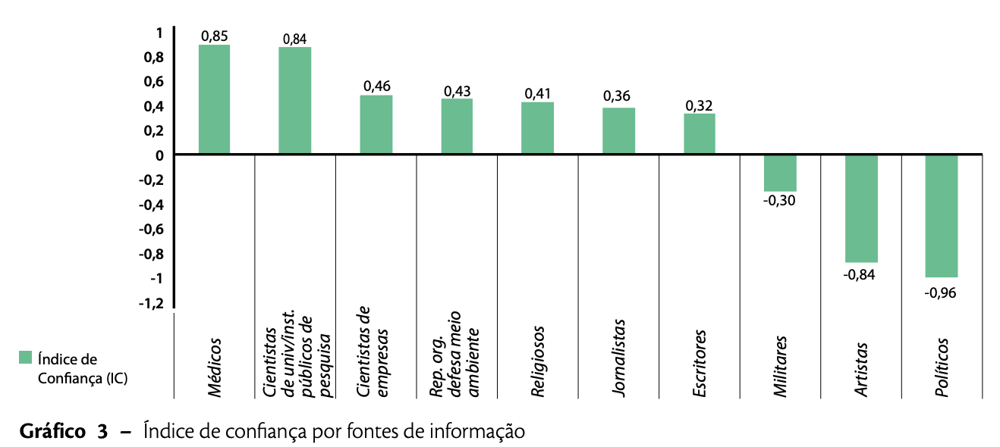 1
0,8
0,6
0,4
0,2
0
-0,2
-0,4
-0,6
-0,8
-1
-1,2
0,85
0,84
0,46
0,43
0,41
0,36
0,32
-0,30
-0,84
-0,96
Médicos
Cientistas
de univ/inst.
públicos de
pesquisa
Cientistas de
empresas
Rep. org.
defesa meio
ambiente
Religiosos
Jornalistas
Escritores
Militares
Artistas
Políticos
Índice de
Confiança (IC)
Gráfico 3 – Índice de confiança por fontes de informação